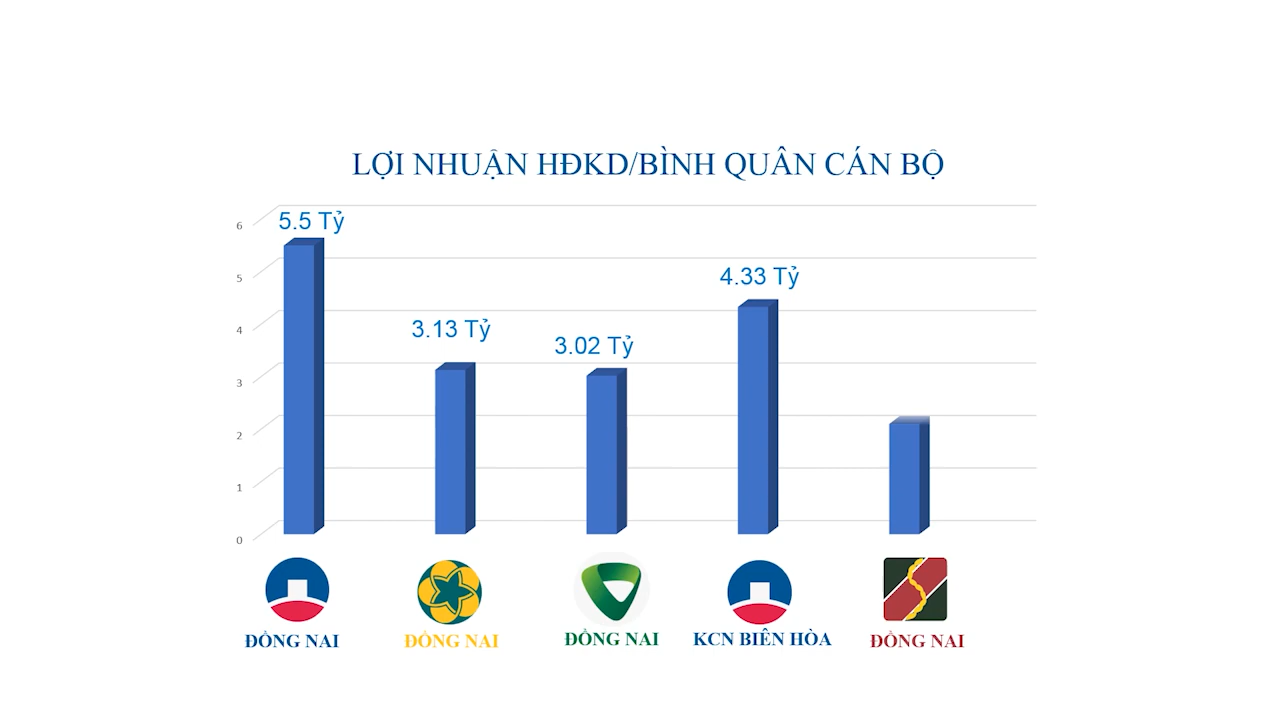 LỢI NHUẬN HĐKD/BÌNH QUÂN CÁN BỘ
6
5.5 Tỷ
5
4.33 Tỷ
4
3.13 Tỷ
3.02 Tỷ
3
2
1
0
ĐỒNG NAI
ĐỒNG NAI
ĐỒNG NAI
KCN BIÊN HÒA
ĐỒNG NAI